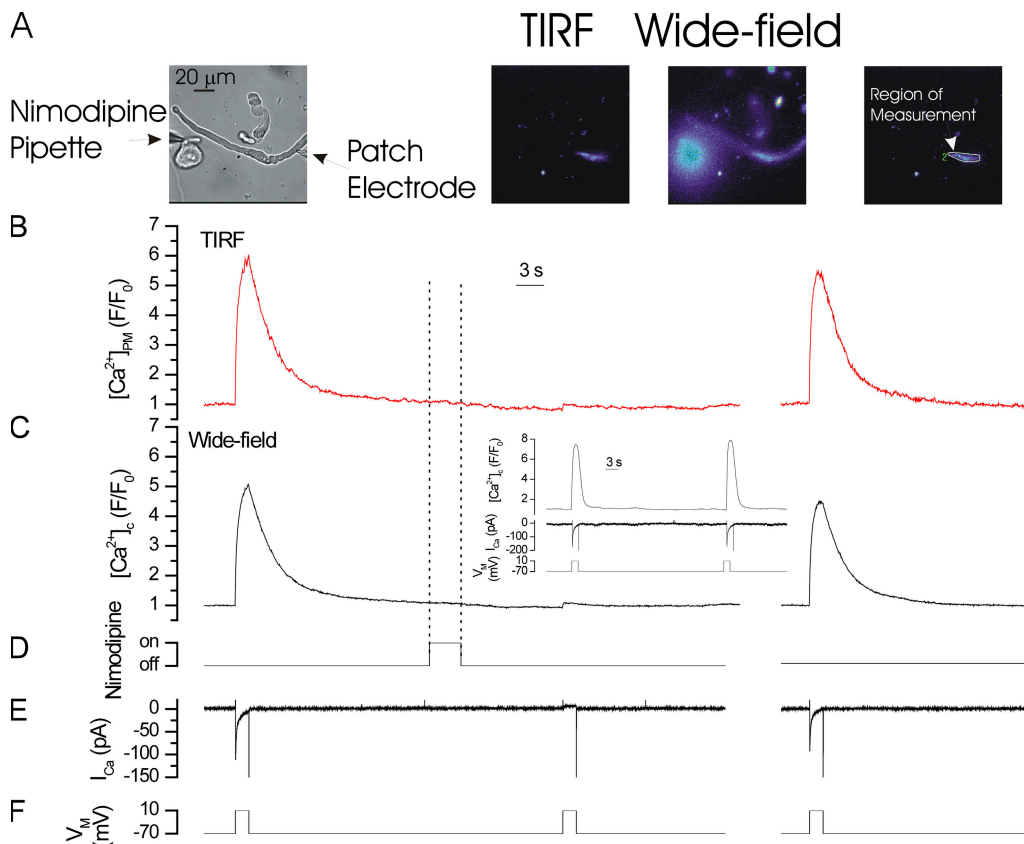 A
TIRF Wide-field
20 μm
Nimodipine
Pipette
Patch
Electrode
Region of
Measurement
2
B
TIRF
3 s
[Ca²⁺]PM (F/F₀)
7
6
5
4
3
2
1
C
Wide-field
[Ca²⁺]c (F/F₀)
7
6
5
4
3
2
1
[Ca²⁺]c (F/F₀)
8
6
4
2
3 s
ICa (pA)
0
-100
-200
VM
(mV)
10
-70
D
Nimodipine
on
off
E
ICa (pA)
0
-50
-100
-150
F
VM
(mV)
10
-70